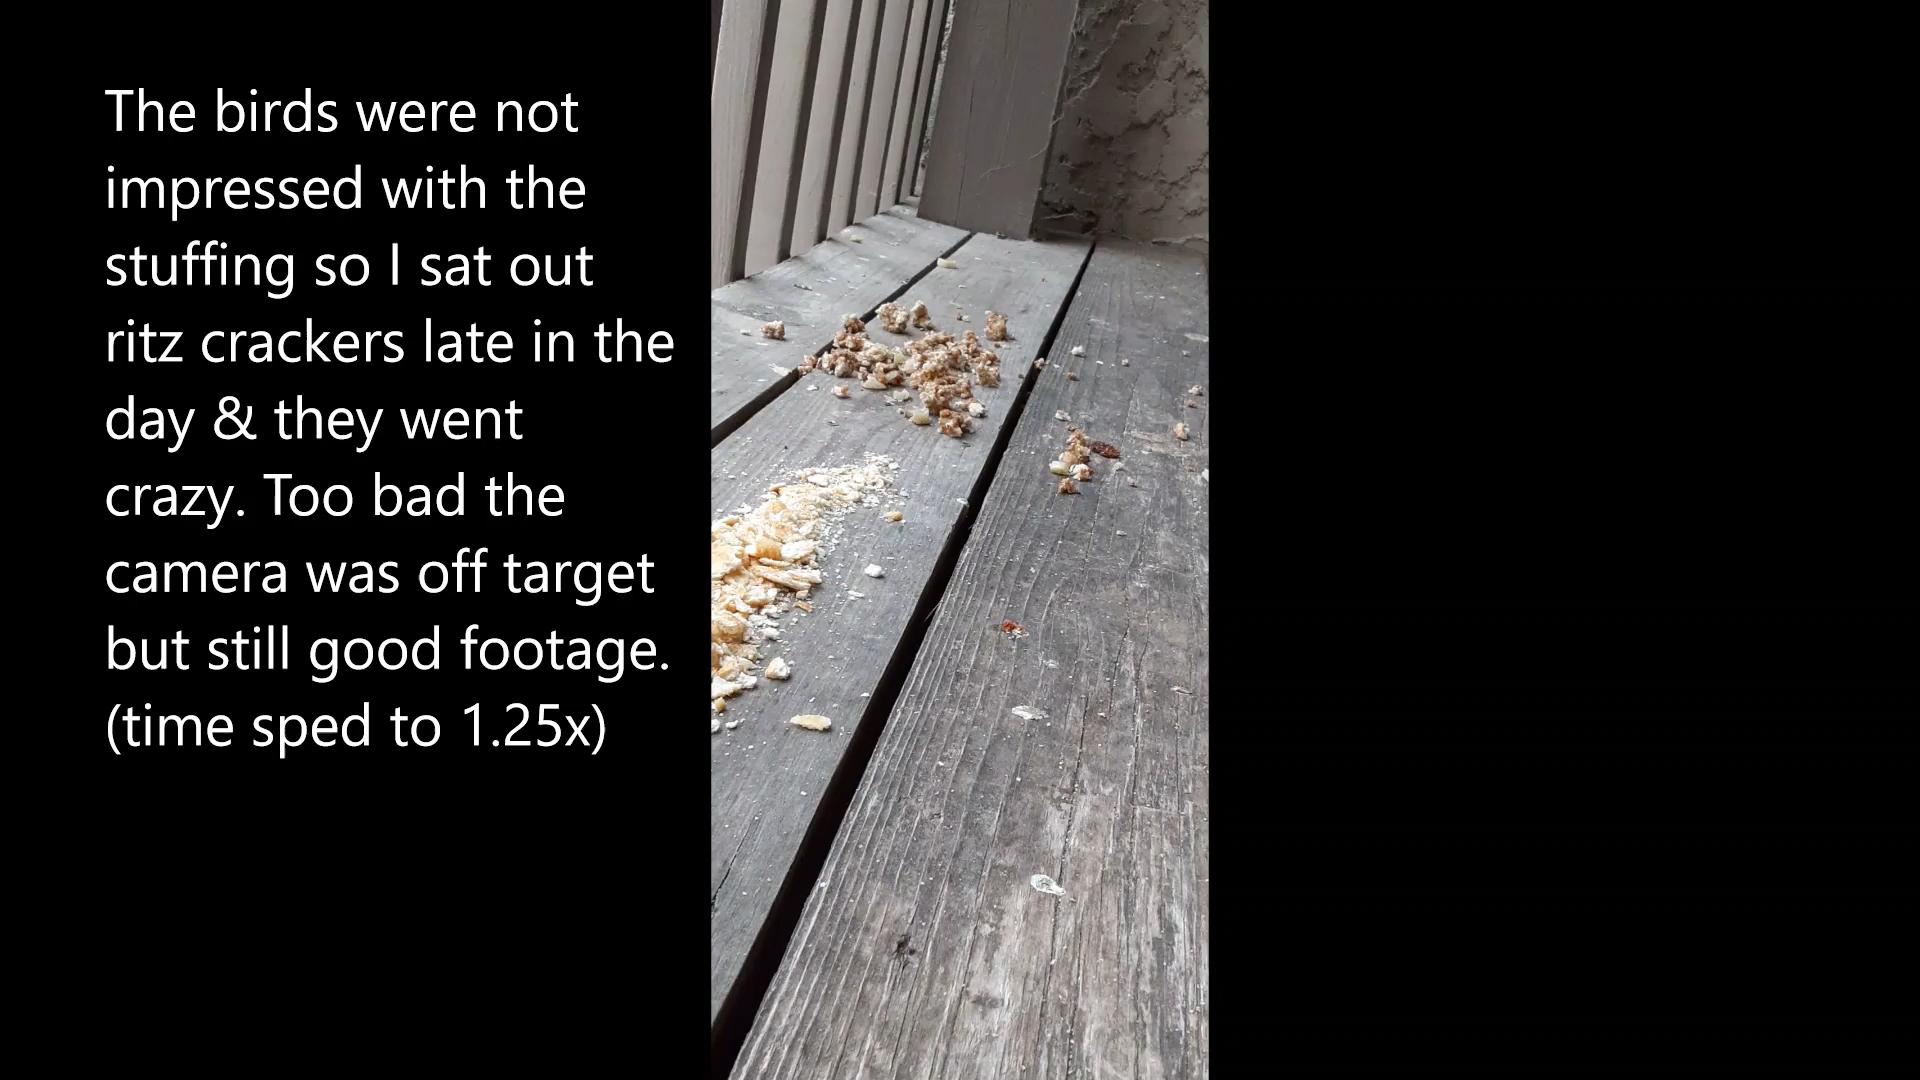 The birds were not
impressed with the
stuffing so I sat out
ritz crackers late in the
day & they went
crazy. Too bad the
camera was off target
but still good footage.
(time sped to 1.25x)